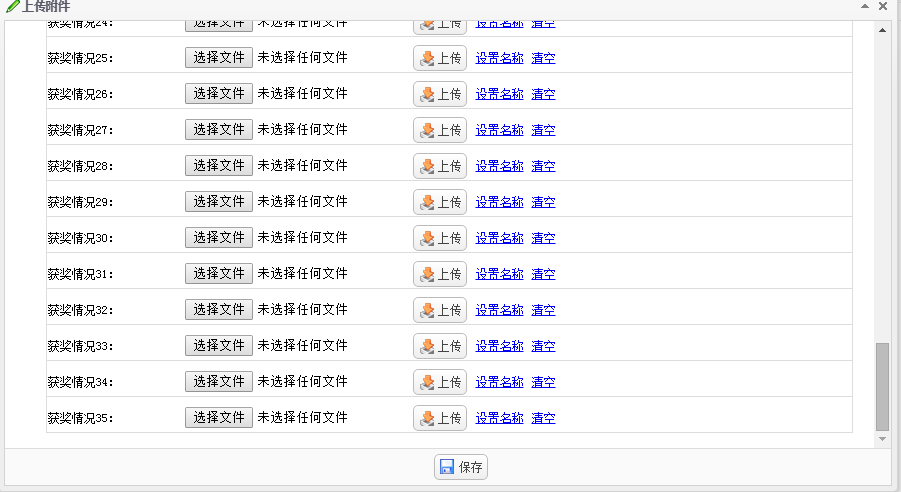 上传附件
获奖情况24： 选择文件 未选择任何文件 上传 设置名称 清空
获奖情况25： 选择文件 未选择任何文件 上传 设置名称 清空
获奖情况26： 选择文件 未选择任何文件 上传 设置名称 清空
获奖情况27： 选择文件 未选择任何文件 上传 设置名称 清空
获奖情况28： 选择文件 未选择任何文件 上传 设置名称 清空
获奖情况29： 选择文件 未选择任何文件 上传 设置名称 清空
获奖情况30： 选择文件 未选择任何文件 上传 设置名称 清空
获奖情况31： 选择文件 未选择任何文件 上传 设置名称 清空
获奖情况32： 选择文件 未选择任何文件 上传 设置名称 清空
获奖情况33： 选择文件 未选择任何文件 上传 设置名称 清空
获奖情况34： 选择文件 未选择任何文件 上传 设置名称 清空
获奖情况35： 选择文件 未选择任何文件 上传 设置名称 清空
保存